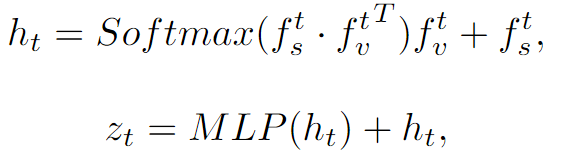 h_t = Softmax(f_s^t · f_v^{t^T})f_v^t + f_s^t,
z_t = MLP(h_t) + h_t,